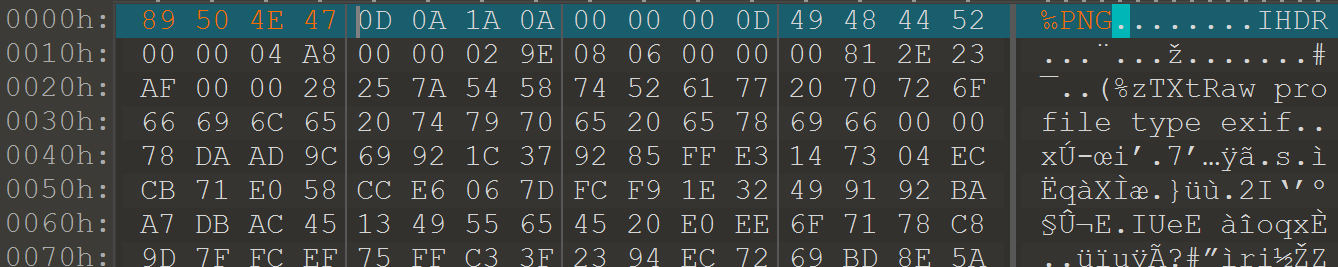 0000h: 89 50 4E 47 0D 0A 1A 0A 00 00 00 0D 49 48 44 52 ‰PNG........IHDR
0010h: 00 00 04 A8 00 00 02 9E 08 06 00 00 00 81 2E 23 ...¨...ž.......#
0020h: AF 00 00 28 25 7A 54 58 74 52 61 77 20 70 72 6F ¯..(%zTXtRaw pro
0030h: 66 69 6C 65 20 74 79 70 65 20 65 78 69 66 00 00 file type exif..
0040h: 78 DA AD 9C 69 92 1C 37 92 85 FF E3 14 73 04 EC xÚ-œi’.7’…ÿã.s.ì
0050h: CB 71 E0 58 CC E6 06 7D FC F9 1E 32 49 91 92 BA ËqàXÌæ.}üù.2I‘’º
0060h: A7 DB AC 45 13 49 55 65 45 20 E0 EE 6F 71 78 C8 §Û¬E.IUeE àîoqxÈ
0070h: 9D 7F FC EF 75 FF C3 3F 23 94 EC 72 69 BD 8E 5A ..üïuÿÃ?#”ìri½ŽZ